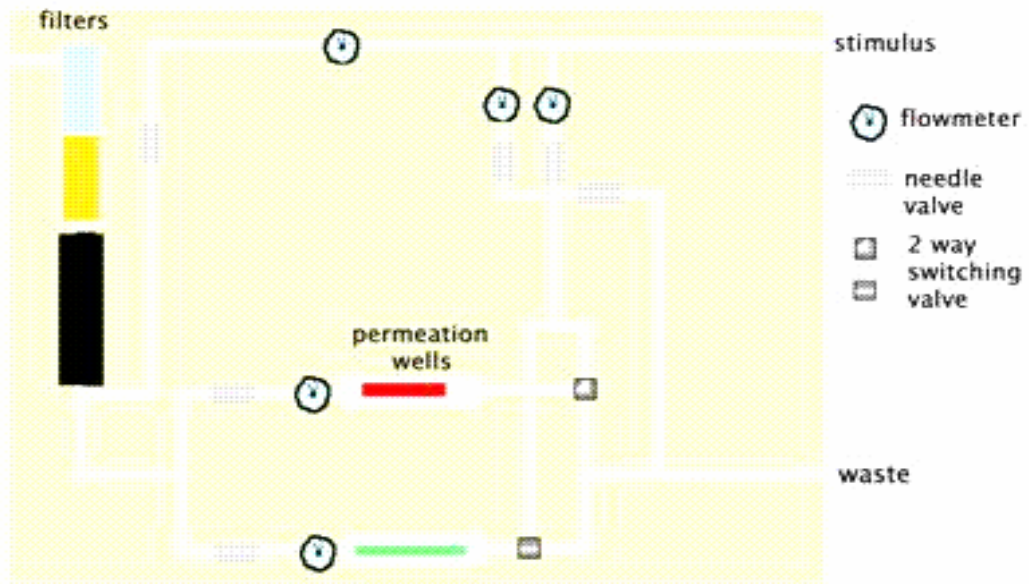 filters
stimulus
flowmeter
needle
valve
2 way
switching
valve
permeation
wells
waste